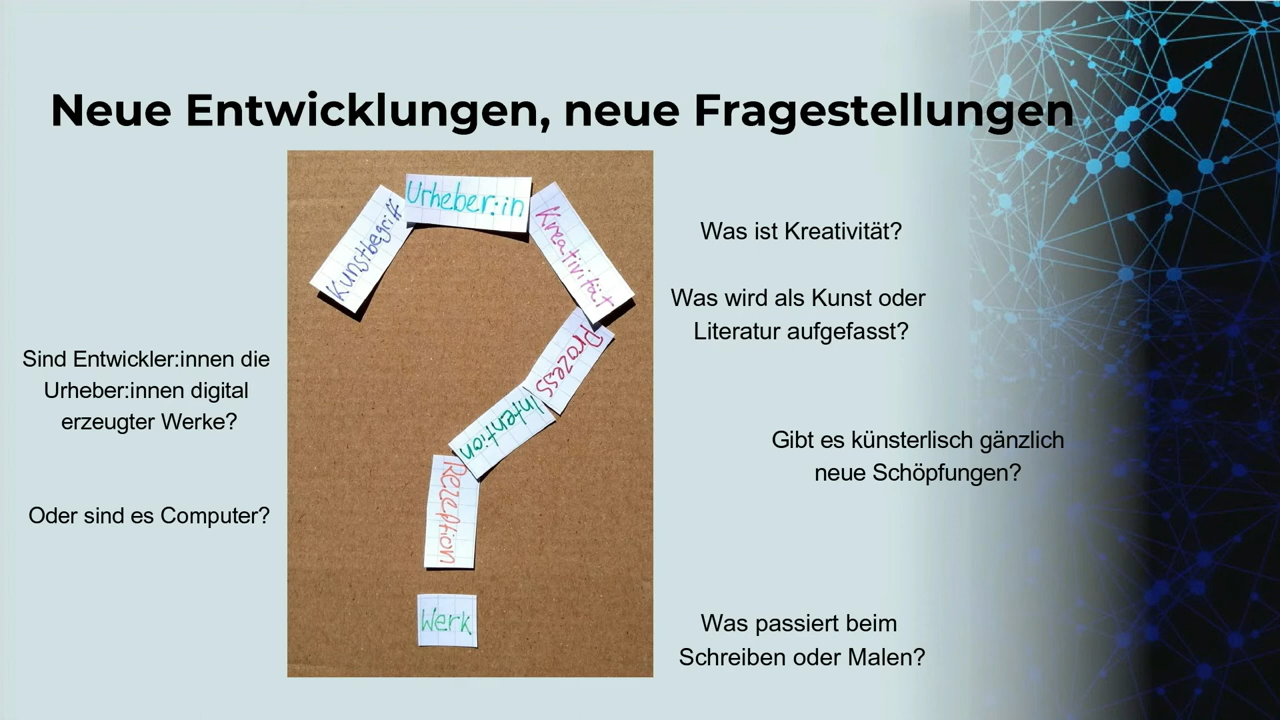 Neue Entwicklungen, neue Fragestellungen
Kunstbegriff
Urheber:in
Kreativität
Prozess
Intention
Rezeption
Werk
Sind Entwickler:innen die
Urheber:innen digital
erzeugter Werke?
Oder sind es Computer?
Was ist Kreativität?
Was wird als Kunst oder
Literatur aufgefasst?
Gibt es künsterlisch gänzlich
neue Schöpfungen?
Was passiert beim
Schreiben oder Malen?